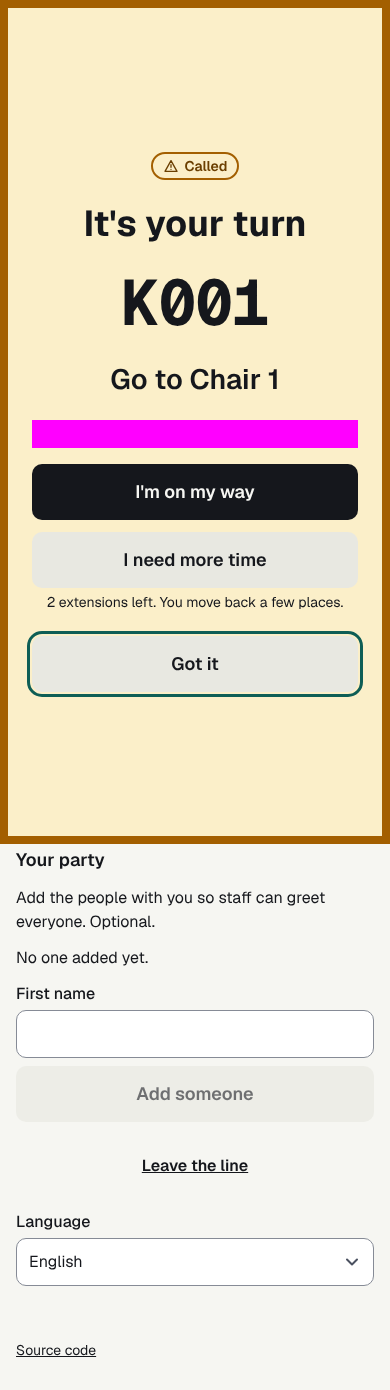 Called
It's your turn
K001
Go to Chair 1
I'm on my way
I need more time
2 extensions left. You move back a few places.
Got it
Your party
Add the people with you so staff can greet
everyone. Optional.
No one added yet.
First name
Add someone
Leave the line
Language
English
Source code